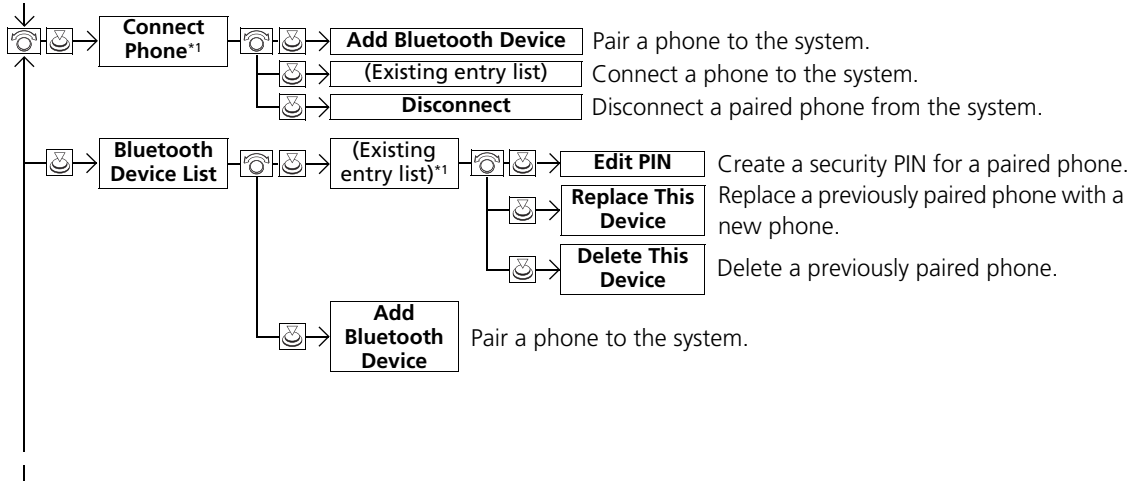 Connect
Phone*1
Add Bluetooth Device Pair a phone to the system.
(Existing entry list) Connect a phone to the system.
Disconnect Disconnect a paired phone from the system.
Bluetooth
Device List
(Existing
entry list)*1
Edit PIN Create a security PIN for a paired phone.
Replace This
Device
Replace a previously paired phone with a
new phone.
Delete This
Device
Delete a previously paired phone.
Add
Bluetooth
Device
Pair a phone to the system.